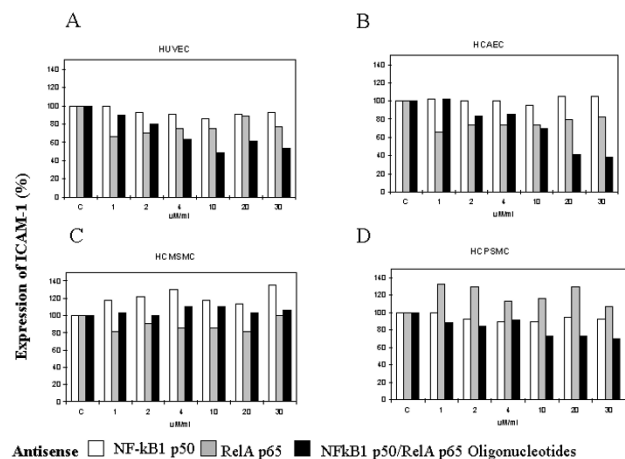 A
HUVEC
140
120
100
80
60
40
20
0
C 1 2 4 10 20 30
uM/ml
B
HCAEC
140
120
100
80
60
40
20
0
C 1 2 4 10 20 30
uM/ml
Expression of ICAM-1 (%)
C
HCMSMC
140
120
100
80
60
40
20
0
C 1 2 4 10 20 30
uM/ml
D
HCPSMC
140
120
100
80
60
40
20
0
C 1 2 4 10 20 30
uM/ml
Antisense NF-kB1 p50 RelA p65 NFkB1 p50/RelA p65 Oligonucleotides